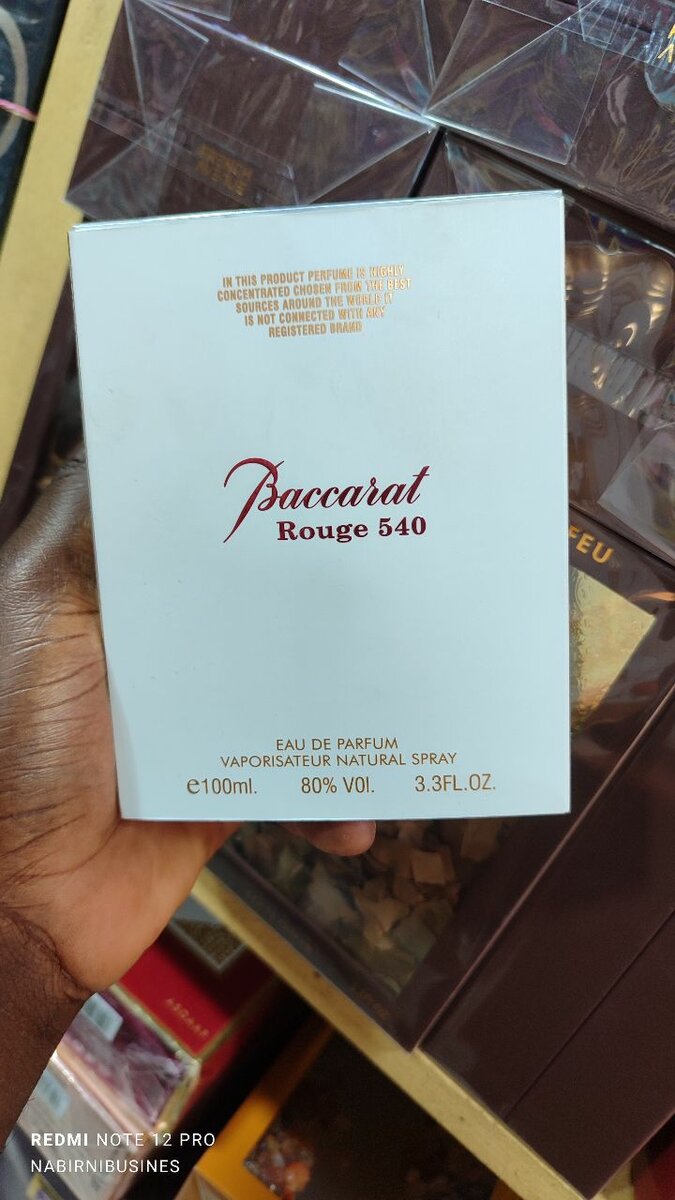 IN THIS PRODUCT PERFUME IS HIGHLY
CONCENTRATED CHOSEN FROM THE BEST
SOURCES AROUND THE WORLE IT
IS NOT CONNECTED WITH ANY
REGISTERED BRAND
Baccarat
Rouge 540
EAU DE PARFUM
VAPORISATEUR NATURAL SPRAY
e100ml. 80% VOl. 3.3FL.OZ.
FEU
REDMI NOTE 12 PRO
NABIRNIBUSINES